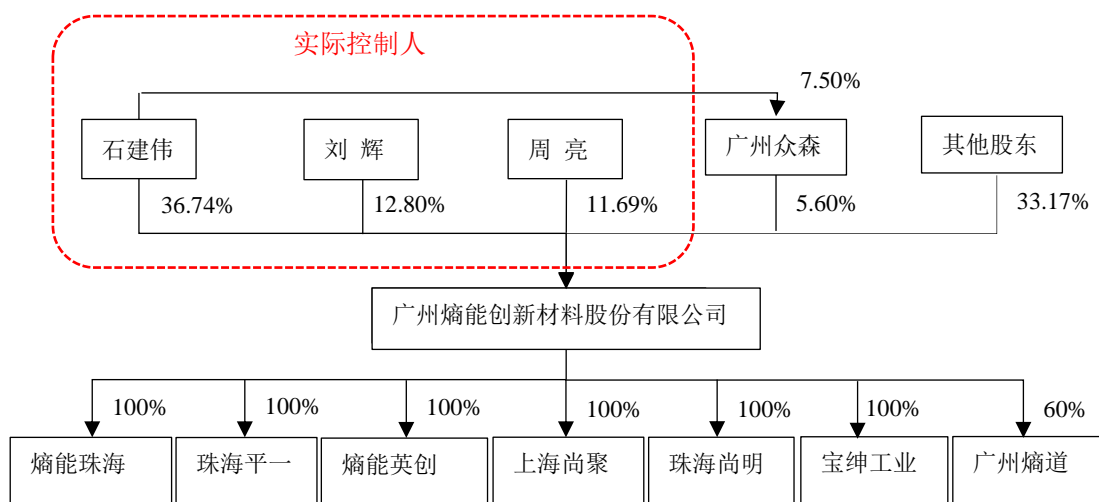 实际控制人
7.50%
石建伟
刘 辉
周 亮
广州众森
其他股东
36.74%
12.80%
11.69%
5.60%
33.17%
广州熵能创新材料股份有限公司
100%
100%
100%
100%
100%
100%
60%
熵能珠海
珠海平一
熵能英创
上海尚聚
珠海尚明
宝绅工业
广州熵道